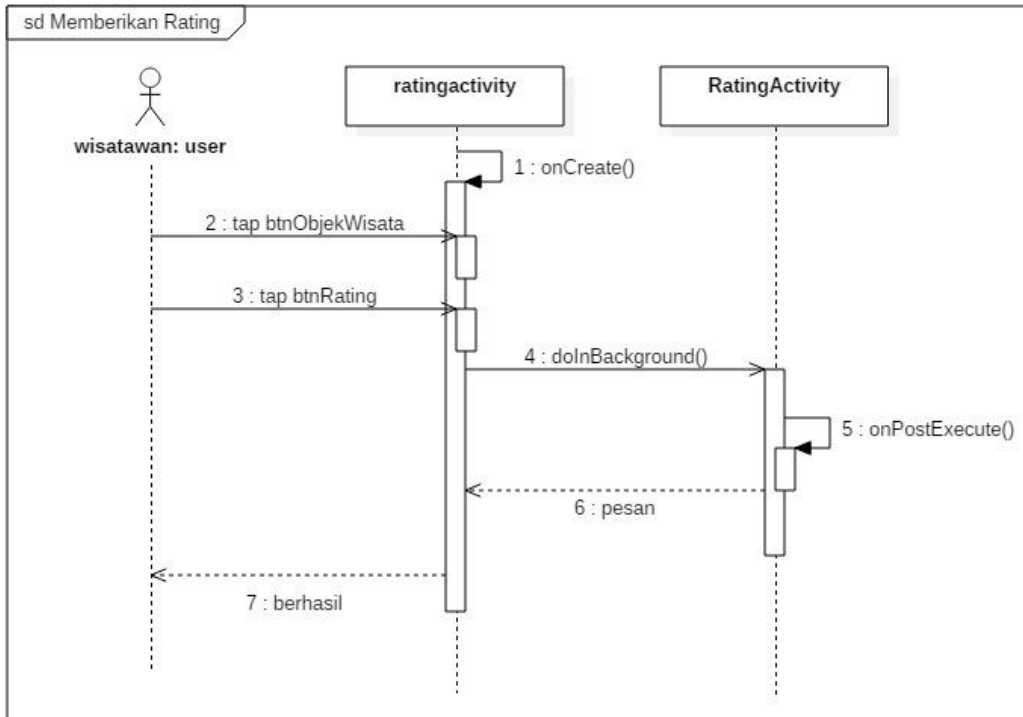 sd Memberikan Rating
ratingactivity
RatingActivity
wisatawan: user
1 : onCreate()
2 : tap btnObjekWisata
3 : tap btnRating
4 : doInBackground()
5 : onPostExecute()
6 : pesan
7 : berhasil